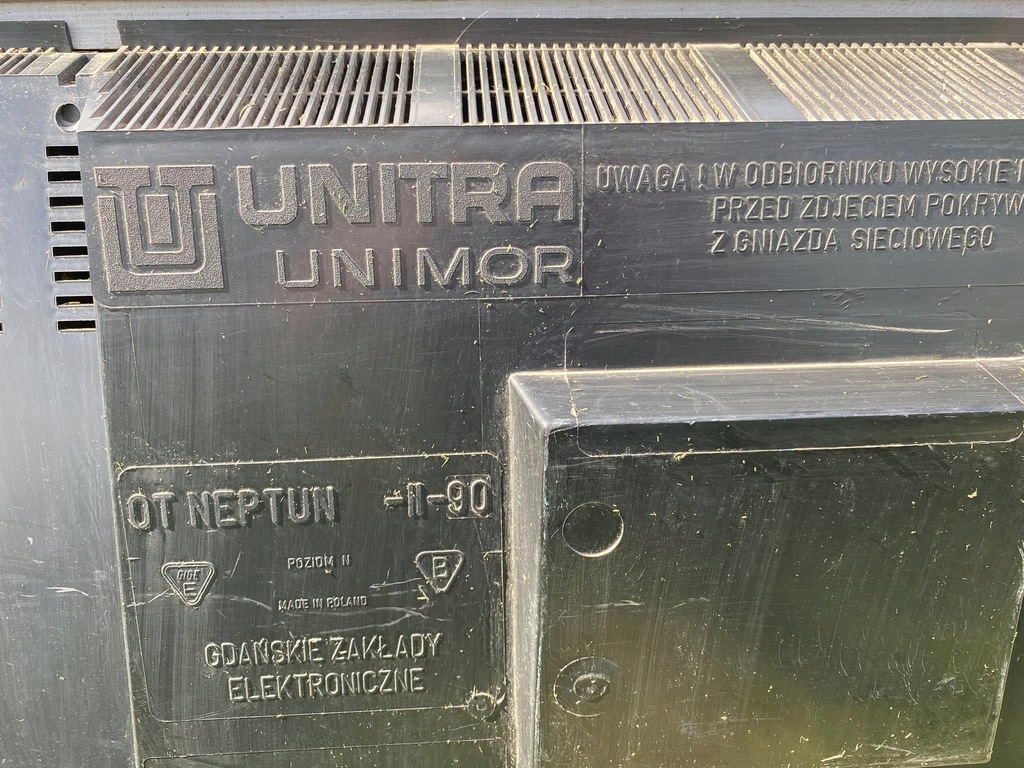 UNITRA
UNIMOR
UWAGA! W ODBIORNIKU WYSOKIE
PRZED ZDJECIEM POKRYW
Z GNIAZDA SIECIOWEGO
OT NEPTUN -II-90
POZIOM N
GIGE
E
B
MADE IN POLAND
GDAŃSKIE ZAKŁADY
ELEKTRONICZNE